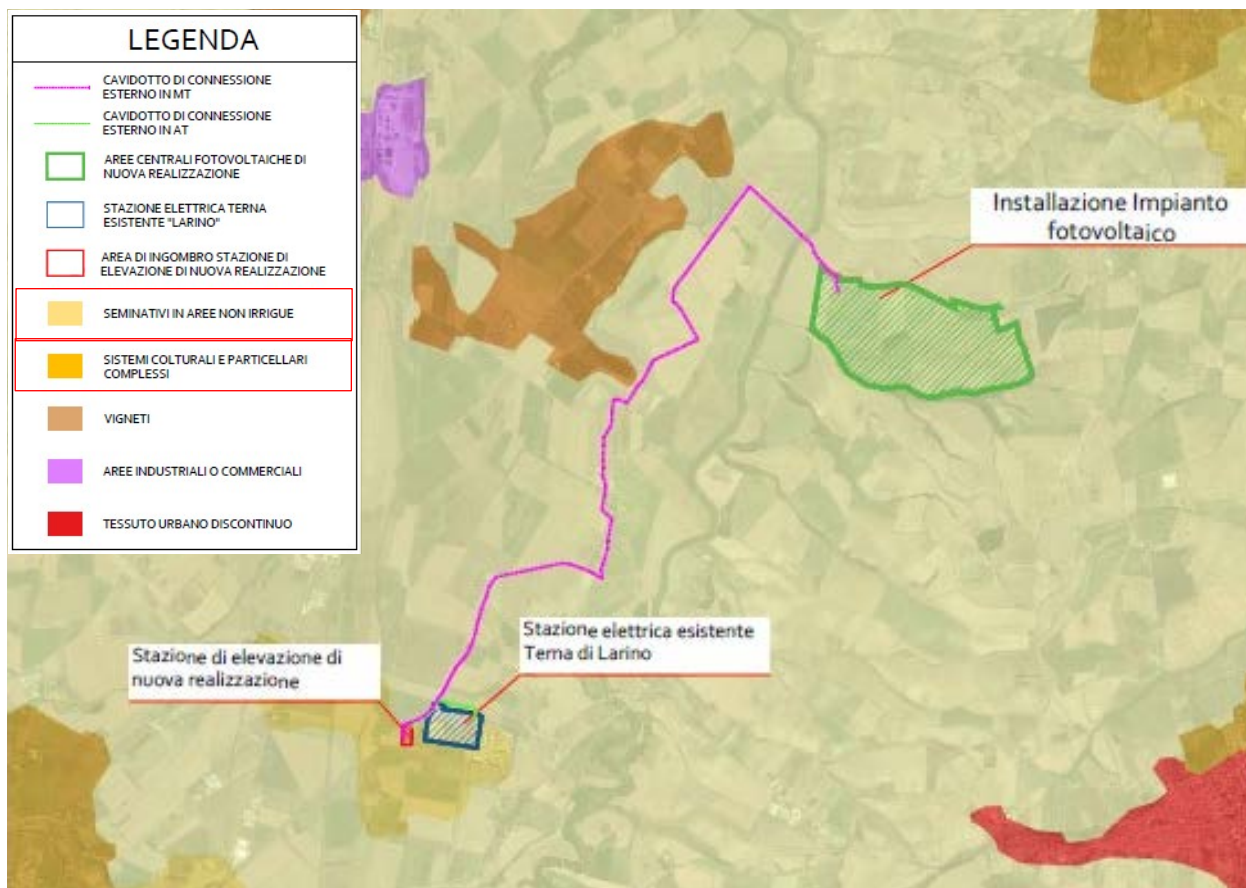 LEGENDA
CAVIDOTTO DI CONNESSIONE
ESTERNO IN MT
CAVIDOTTO DI CONNESSIONE
ESTERNO IN AT
AREE CENTRALI FOTOVOLTAICHE DI
NUOVA REALIZZAZIONE
STAZIONE ELETTRICA TERNA
ESISTENTE "LARINO"
AREA DI INGOMBRO STAZIONE DI
ELEVAZIONE DI NUOVA REALIZZAZIONE
SEMINATIVI IN AREE NON IRRIGUE
SISTEMI COLTURALI E PARTICELLARI
COMPLESSI
VIGNETI
AREE INDUSTRIALI O COMMERCIALI
TESSUTO URBANO DISCONTINUO
Installazione Impianto
fotovoltaico
Stazione elettrica esistente
Terna di Larino
Stazione di elevazione di
nuova realizzazione